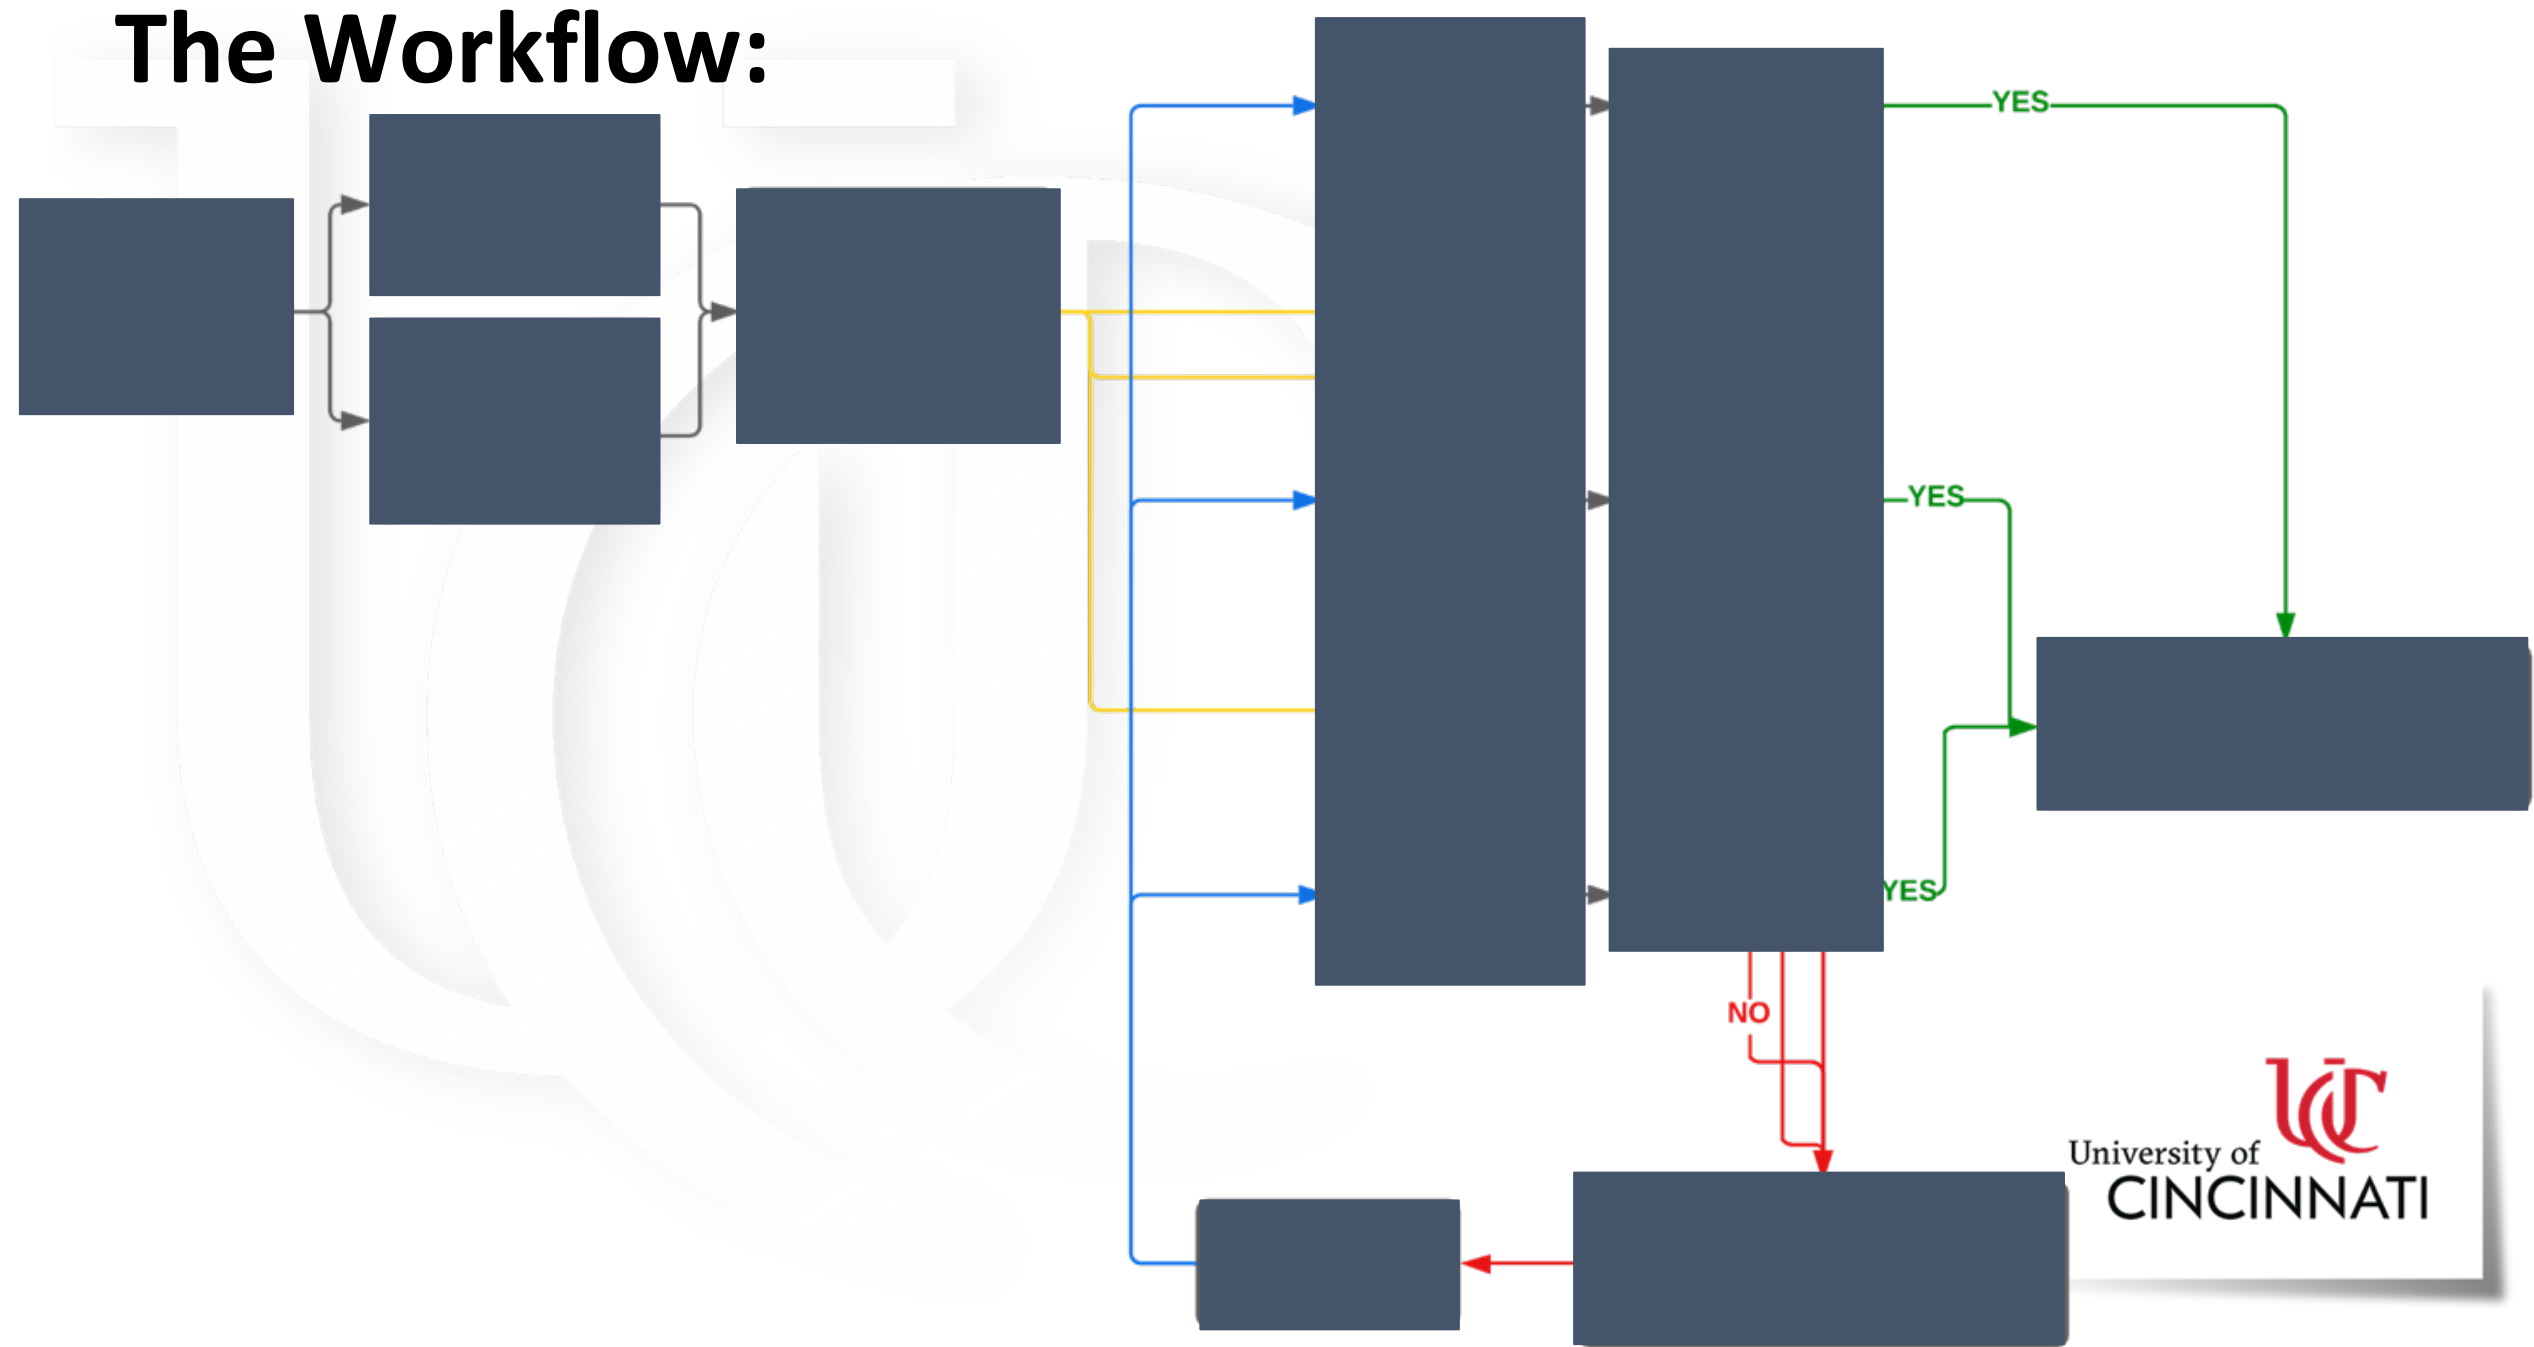 The Workflow:
YES
YES
YES
NO
University of
CINCINNATI